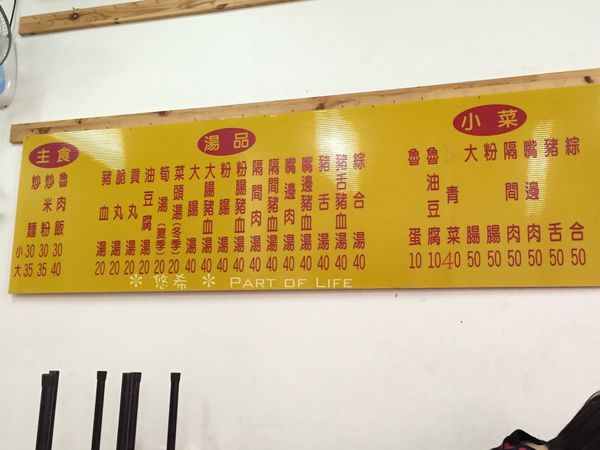 主食
小 大
炒麵 30 35
炒米粉 30 35
魯肉飯 30 40
湯品
豬血湯 20
脆丸湯 20
貢丸湯 20
油豆腐湯 20
筍湯(夏季) 20
菜頭湯(冬季) 20
大腸湯 40
大腸豬血湯 40
粉腸湯 40
粉腸豬血湯 40
隔間肉湯 40
隔間豬血湯 40
嘴邊肉湯 40
嘴邊豬血湯 40
豬舌湯 40
豬舌豬血湯 40
綜合湯 40
小菜
魯蛋 10
魯油豆腐 10
青菜 40
大腸 50
粉腸 50
隔間肉 50
嘴邊肉 50
豬舌 50
綜合 50
＊ 悠希 ＊ PART OF LIFE